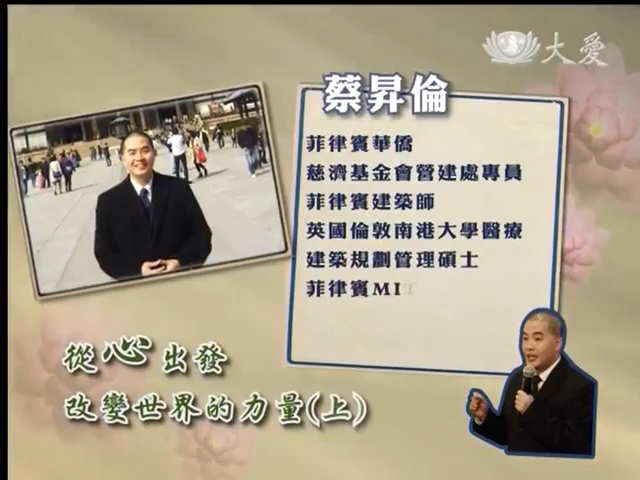 大愛
蔡昇倫
菲律賓華僑
慈濟基金會營建處專員
菲律賓建築師
英國倫敦南港大學醫療
建築規劃管理碩士
菲律賓MI
從心出發
改變世界的力量(上)